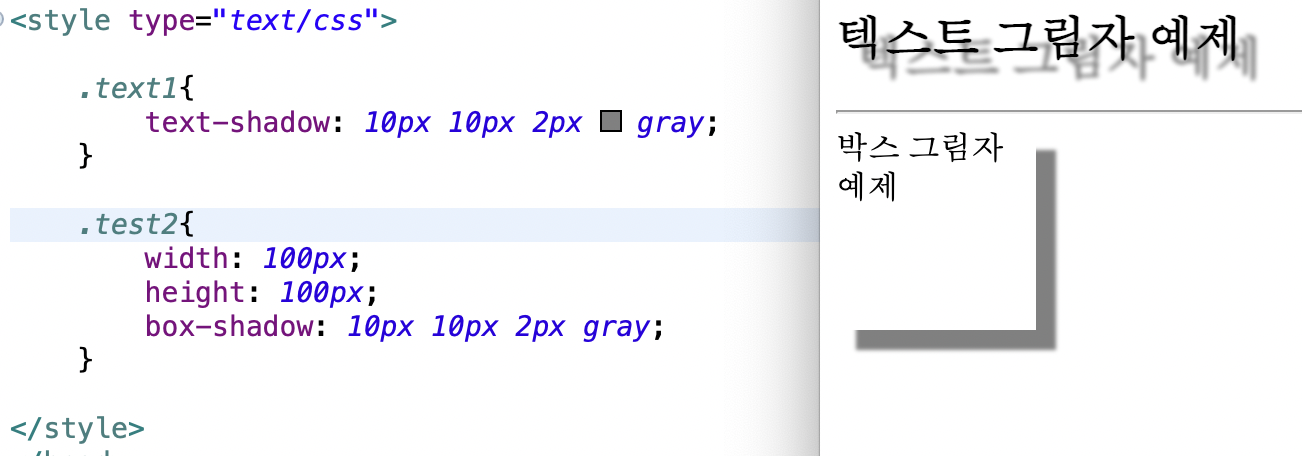 <style type="text/css">
.text1{
text-shadow: 10px 10px 2px gray;
}
.test2{
width: 100px;
height: 100px;
box-shadow: 10px 10px 2px gray;
}
</style>
텍스트 그림자 예제
박스 그림자
예제